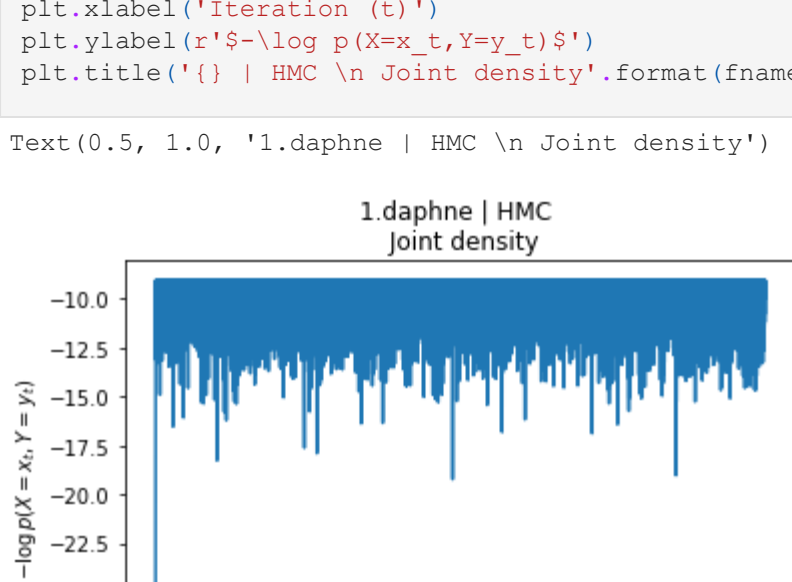 plt.xlabel('Iteration (t)')
plt.ylabel(r'$-\log p(X=x_t,Y=y_t)$')
plt.title('{} | HMC \n Joint density'.format(fname
Text(0.5, 1.0, '1.daphne | HMC \n Joint density')
1.daphne | HMC
Joint density
−10.0
−12.5
−15.0
−17.5
−20.0
−22.5
−log p(X = xₜ, Y = yₜ)